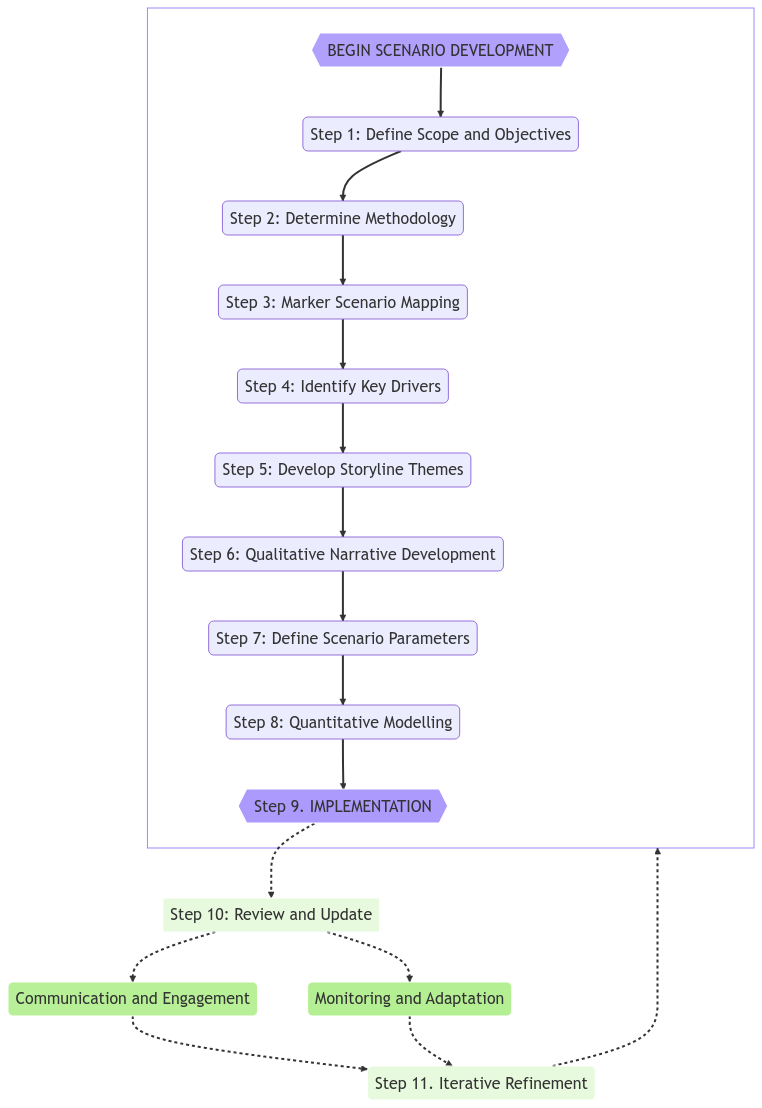 BEGIN SCENARIO DEVELOPMENT
Step 1: Define Scope and Objectives
Step 2: Determine Methodology
Step 3: Marker Scenario Mapping
Step 4: Identify Key Drivers
Step 5: Develop Storyline Themes
Step 6: Qualitative Narrative Development
Step 7: Define Scenario Parameters
Step 8: Quantitative Modelling
Step 9. IMPLEMENTATION
Step 10: Review and Update
Communication and Engagement
Monitoring and Adaptation
Step 11. Iterative Refinement